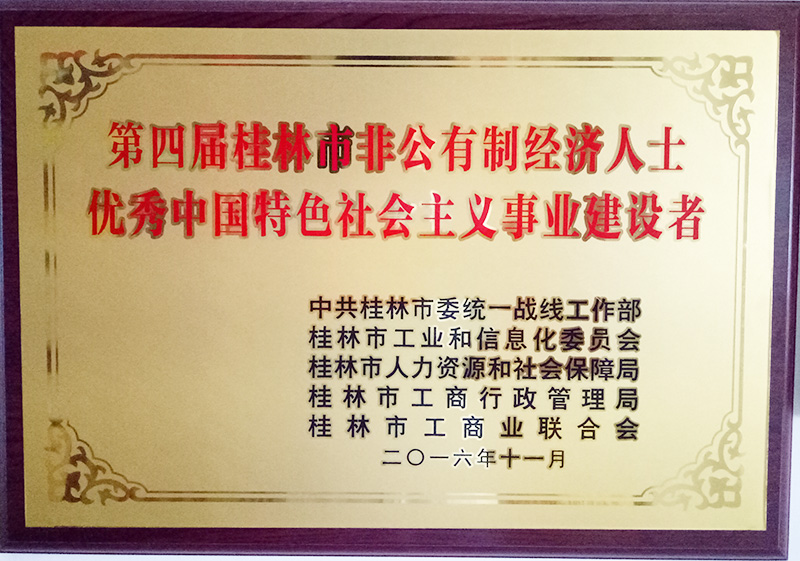 第四届桂林市非公有制经济人士
优秀中国特色社会主义事业建设者
中共桂林市委统一战线工作部
桂林市工业和信息化委员会
桂林市人力资源和社会保障局
桂林市工商行政管理局
桂林市工商业联合会
二〇一六年十一月